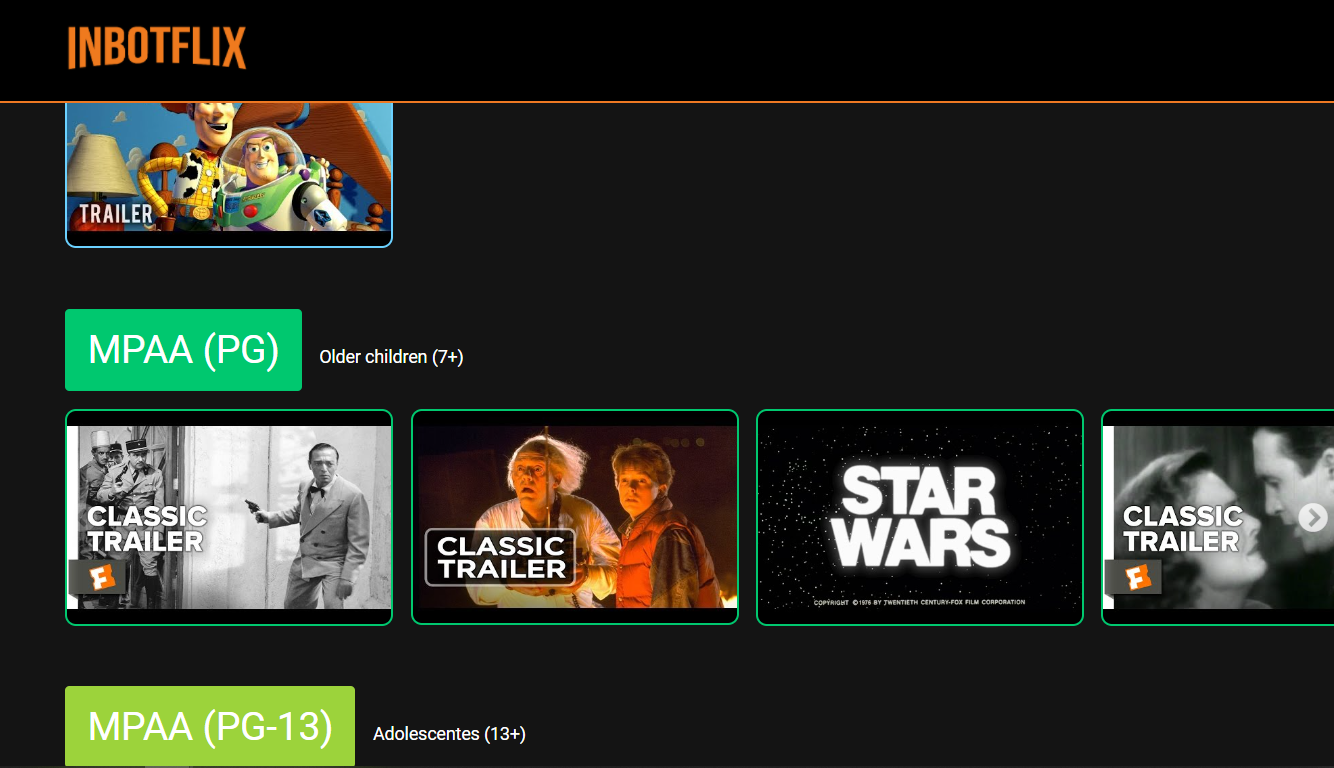 INBOTFLIX
TRAILER
MPAA (PG)
Older children (7+)
CLASSIC
TRAILER
F
CLASSIC
TRAILER
STAR
WARS
COPYRIGHT ©1976 BY TWENTIETH CENTURY-FOX FILM CORPORATION
CLASSIC
TRAILER
F
MPAA (PG-13)
Adolescentes (13+)